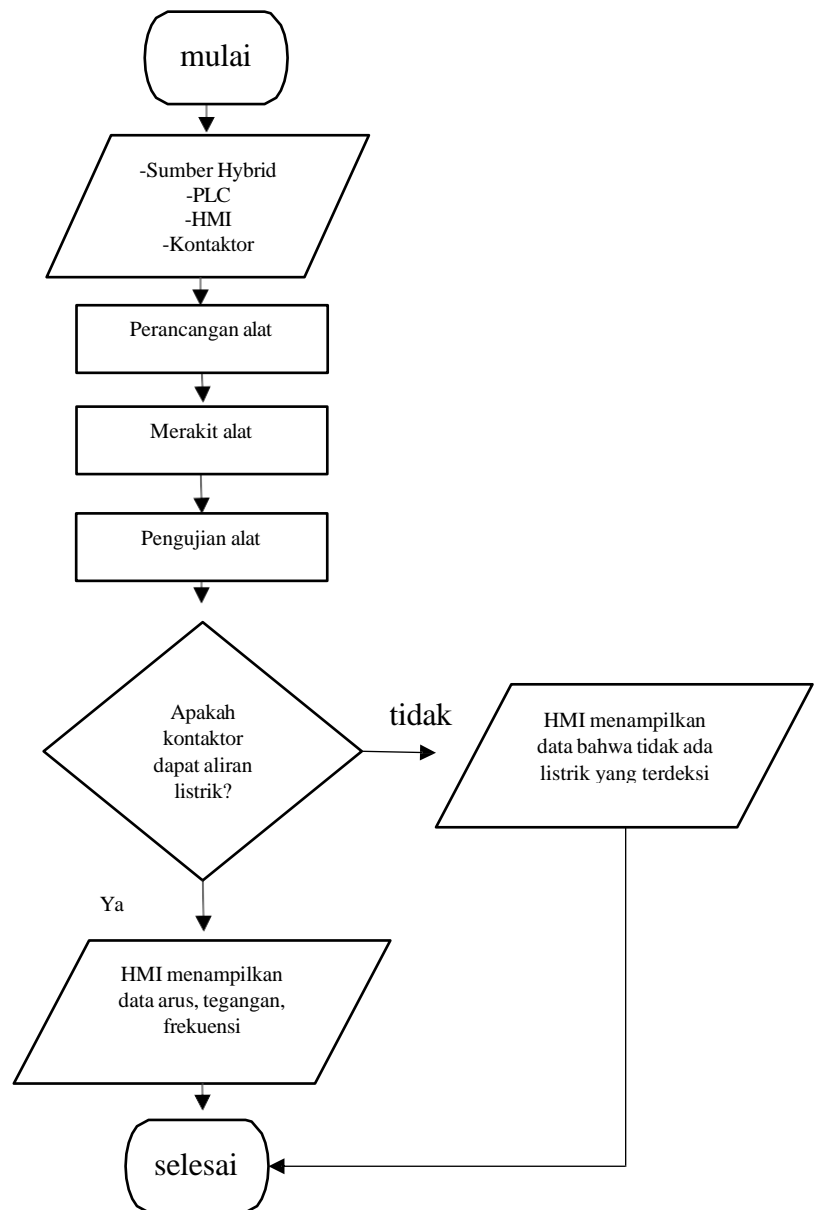 mulai
-Sumber Hybrid
-PLC
-HMI
-Kontaktor
Perancangan alat
Merakit alat
Pengujian alat
Apakah
kontaktor
dapat aliran
listrik?
tidak
HMI menampilkan
data bahwa tidak ada
listrik yang terdeksi
Ya
HMI menampilkan
data arus, tegangan,
frekuensi
selesai